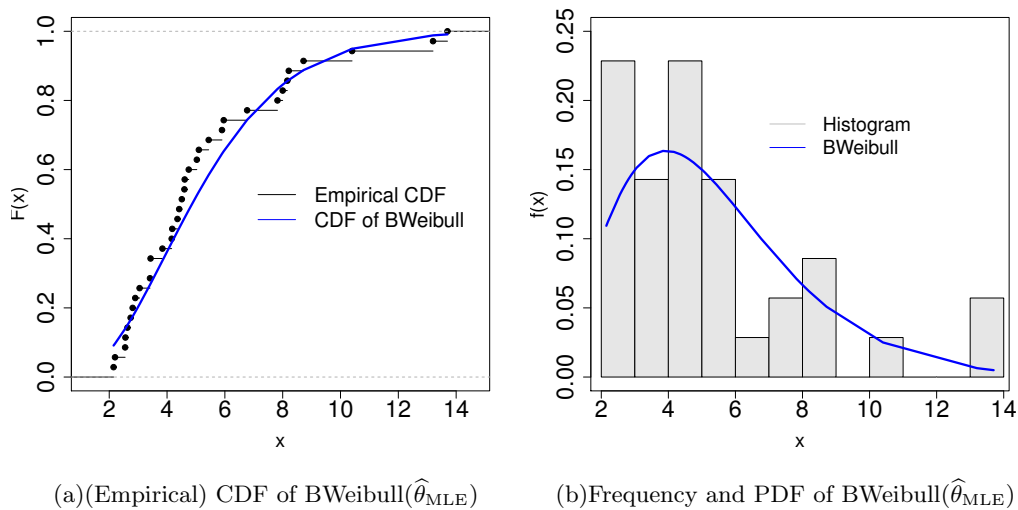 F(x)
1.0
0.8
0.6
0.4
0.2
0.0
Empirical CDF
CDF of BWeibull
2 4 6 8 10 12 14
x
(a)(Empirical) CDF of BWeibull(θ̂MLE)
f(x)
0.25
0.20
0.15
0.10
0.05
0.00
Histogram
BWeibull
2 4 6 8 10 12 14
x
(b)Frequency and PDF of BWeibull(θ̂MLE)